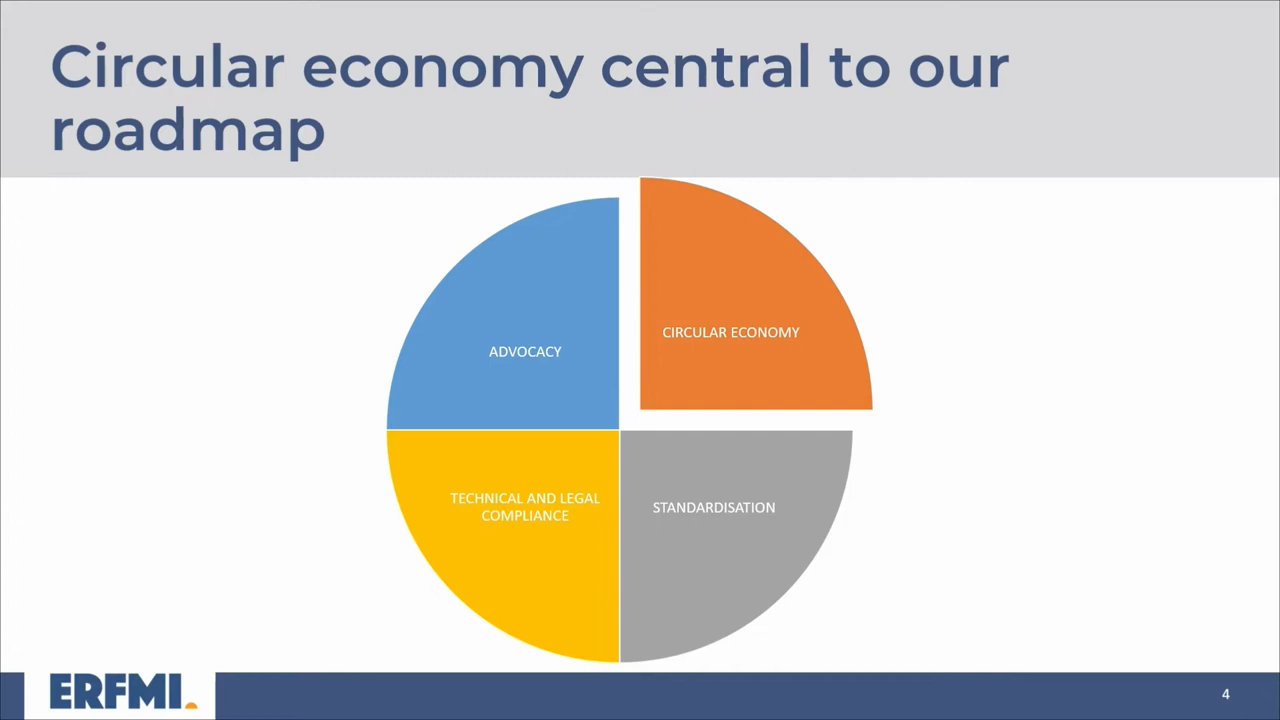 Circular economy central to our
roadmap
CIRCULAR ECONOMY
ADVOCACY
TECHNICAL AND LEGAL
COMPLIANCE
STANDARDISATION
ERFMI.
4